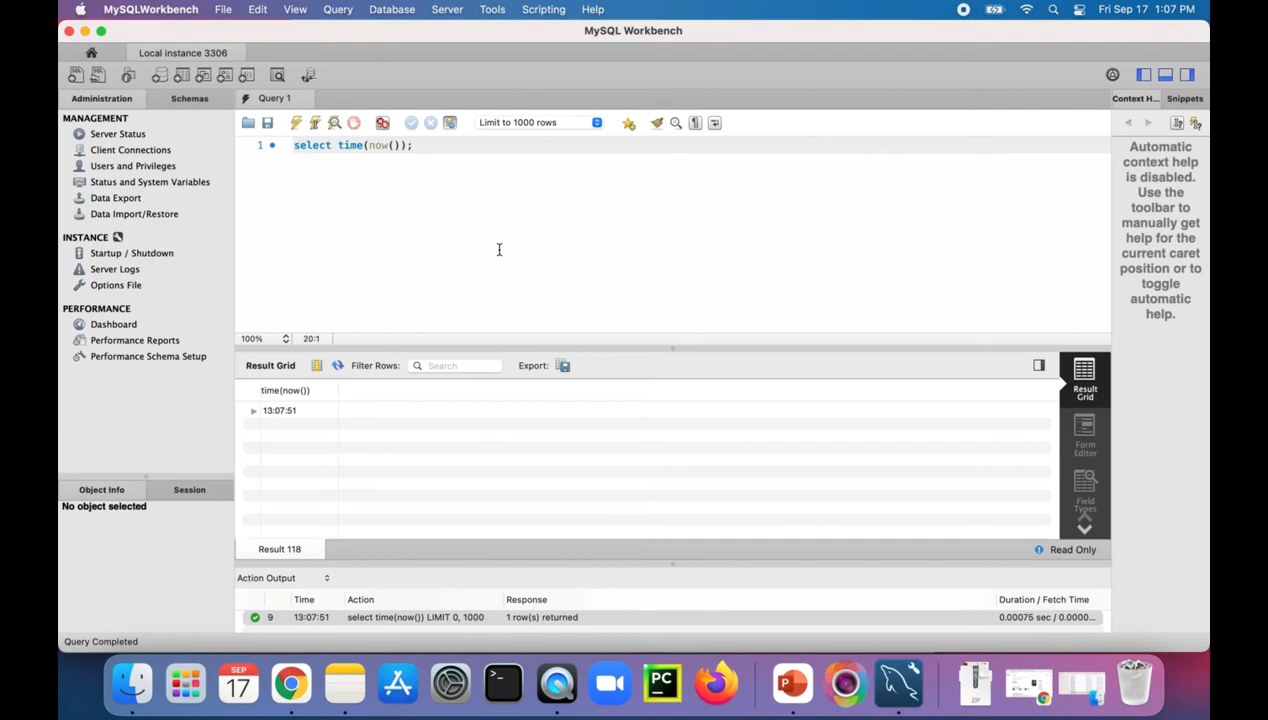 MySQLWorkbench File Edit View Query Database Server Tools Scripting Help Fri Sep 17 1:07 PM
MySQL Workbench
Local instance 3306
Administration Schemas Query 1 Context H... Snippets
MANAGEMENT
Server Status
Client Connections
Users and Privileges
Status and System Variables
Data Export
Data Import/Restore
INSTANCE
Startup / Shutdown
Server Logs
Options File
PERFORMANCE
Dashboard
Performance Reports
Performance Schema Setup
Object Info Session
No object selected
Limit to 1000 rows
1 select time(now());
100% 20:1
Result Grid Filter Rows: Search Export:
time(now())
13:07:51
Result Grid
Form Editor
Field Types
Result 118 Read Only
Action Output
Time Action Response Duration / Fetch Time
9 13:07:51 select time(now()) LIMIT 0, 1000 1 row(s) returned 0.00075 sec / 0.0000...
Automatic
context help
is disabled.
Use the
toolbar to
manually get
help for the
current caret
position or to
toggle
automatic
help.
Query Completed
SEP
17
PC
ZIP